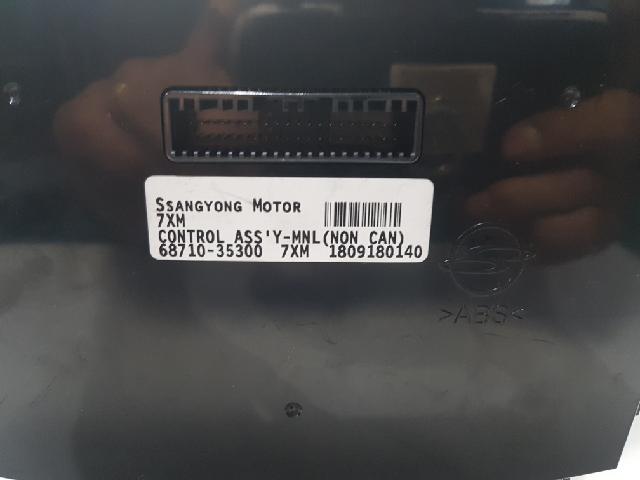 SSANGYONG MOTOR
7XM
CONTROL ASS'Y-MNL(NON CAN)
68710-35300 7XM 1809180140
>ABS<